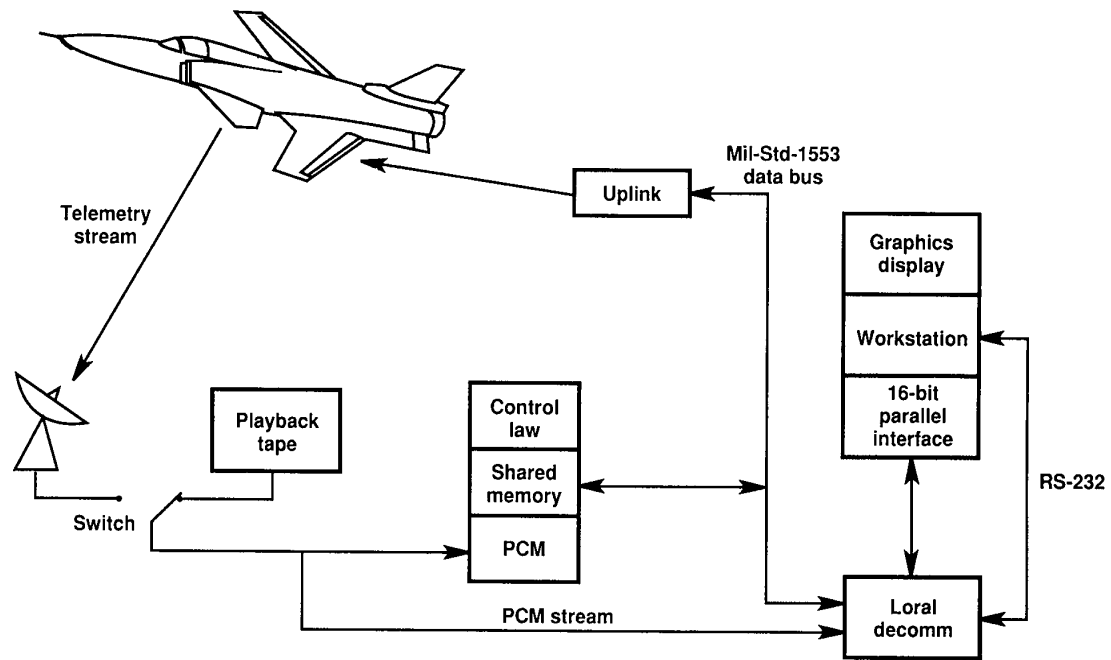 Mil-Std-1553
data bus
Uplink
Telemetry
stream
Graphics
display
Workstation
16-bit
parallel
interface
Playback
tape
Control
law
Shared
memory
PCM
Switch
RS-232
PCM stream
Loral
decomm